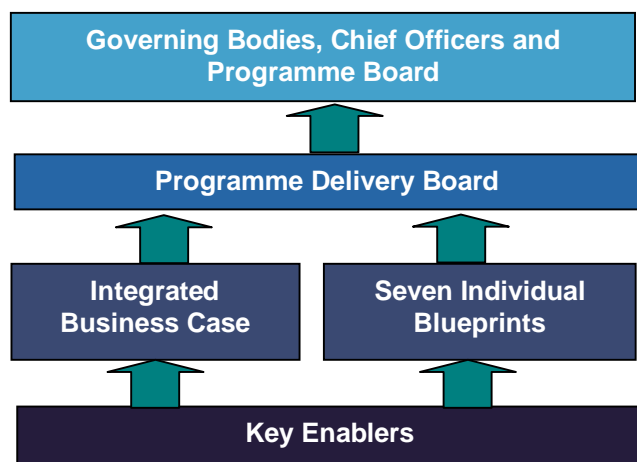 Governing Bodies, Chief Officers and
Programme Board
Programme Delivery Board
Integrated
Business Case
Seven Individual
Blueprints
Key Enablers